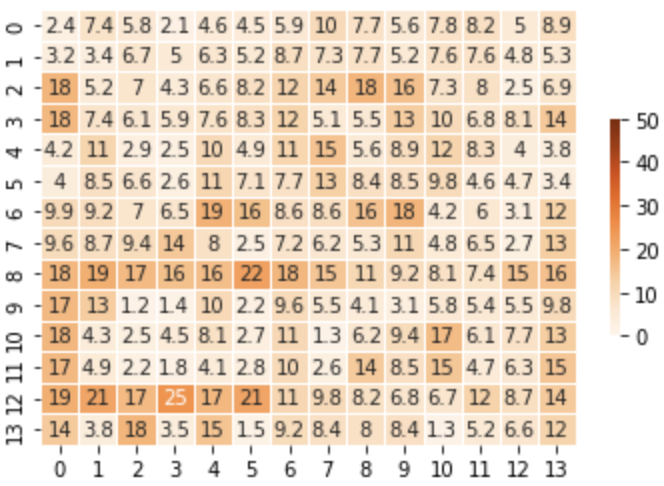 0 2.4 7.4 5.8 2.1 4.6 4.5 5.9 10 7.7 5.6 7.8 8.2 5 8.9
1 3.2 3.4 6.7 5 6.3 5.2 8.7 7.3 7.7 5.2 7.6 7.6 4.8 5.3
2 18 5.2 7 4.3 6.6 8.2 12 14 18 16 7.3 8 2.5 6.9
3 18 7.4 6.1 5.9 7.6 8.3 12 5.1 5.5 13 10 6.8 8.1 14
4 4.2 11 2.9 2.5 10 4.9 11 15 5.6 8.9 12 8.3 4 3.8
5 4 8.5 6.6 2.6 11 7.1 7.7 13 8.4 8.5 9.8 4.6 4.7 3.4
6 9.9 9.2 7 6.5 19 16 8.6 8.6 16 18 4.2 6 3.1 12
7 9.6 8.7 9.4 14 8 2.5 7.2 6.2 5.3 11 4.8 6.5 2.7 13
8 18 19 17 16 16 22 18 15 11 9.2 8.1 7.4 15 16
9 17 13 1.2 1.4 10 2.2 9.6 5.5 4.1 3.1 5.8 5.4 5.5 9.8
10 18 4.3 2.5 4.5 8.1 2.7 11 1.3 6.2 9.4 17 6.1 7.7 13
11 17 4.9 2.2 1.8 4.1 2.8 10 2.6 14 8.5 15 4.7 6.3 15
12 19 21 17 25 17 21 11 9.8 8.2 6.8 6.7 12 8.7 14
13 14 3.8 18 3.5 15 1.5 9.2 8.4 8 8.4 1.3 5.2 6.6 12
0 1 2 3 4 5 6 7 8 9 10 11 12 13
50
40
30
20
10
0